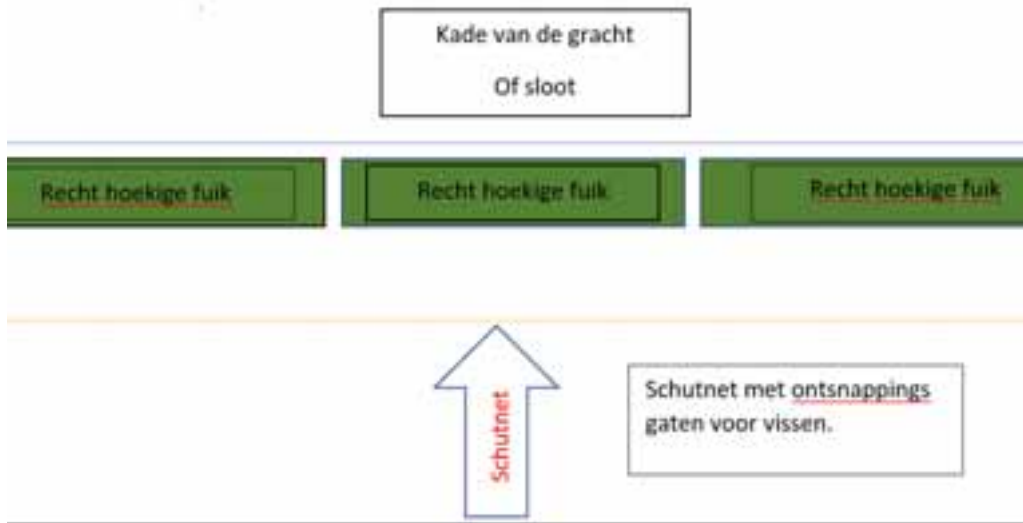 Kade van de gracht
Of sloot
Recht hoekige fuik
Recht hoekige fuik
Recht hoekige fuik
Schutnet
Schutnet met ontsnappings
gaten voor vissen.